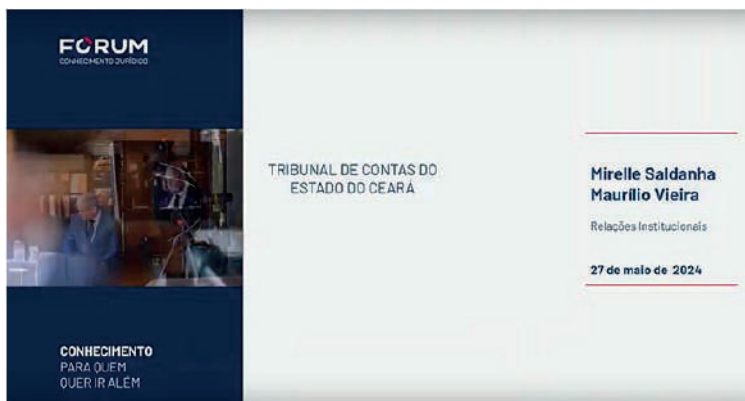 FÓRUM
CONHECIMENTO JURÍDICO
TRIBUNAL DE CONTAS DO
ESTADO DO CEARÁ
Mirelle Saldanha
Maurílio Vieira
Relações Institucionais
27 de maio de 2024
CONHECIMENTO
PARA QUEM
QUER IR ALÉM